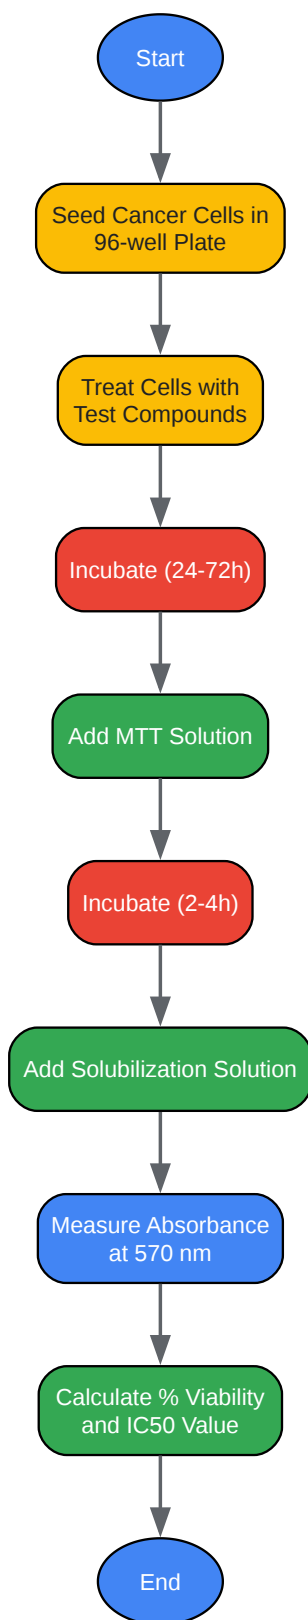 Start
Seed Cancer Cells in
96-well Plate
Treat Cells with
Test Compounds
Incubate (24-72h)
Add MTT Solution
Incubate (2-4h)
Add Solubilization Solution
Measure Absorbance
at 570 nm
Calculate % Viability
and IC50 Value
End